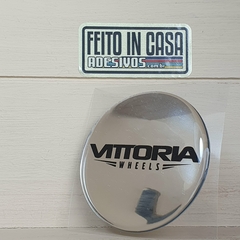 FEITO IN CASA
ADESIVOS
VITTORIA
WHEELS